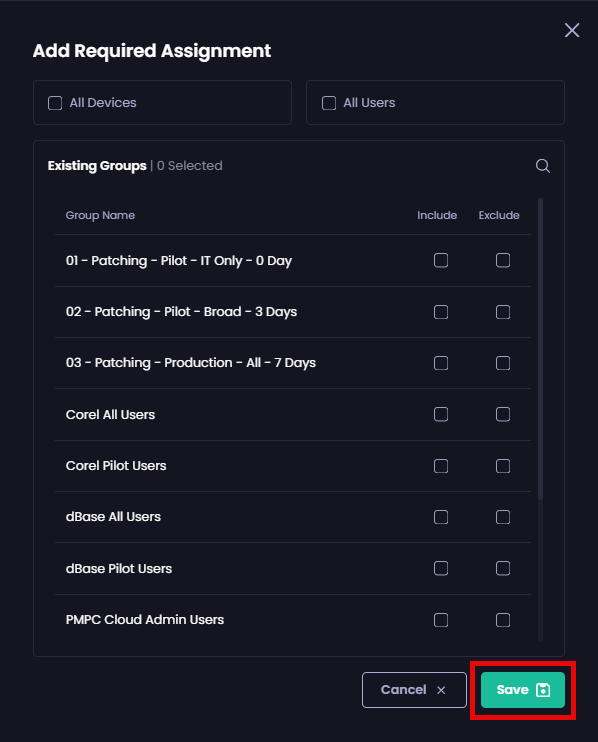 Add Required Assignment
All Devices
All Users
Existing Groups | 0 Selected
Group Name Include Exclude
01 - Patching - Pilot - IT Only - 0 Day
02 - Patching - Pilot - Broad - 3 Days
03 - Patching - Production - All - 7 Days
Corel All Users
Corel Pilot Users
dBase All Users
dBase Pilot Users
PMPC Cloud Admin Users
Cancel
Save